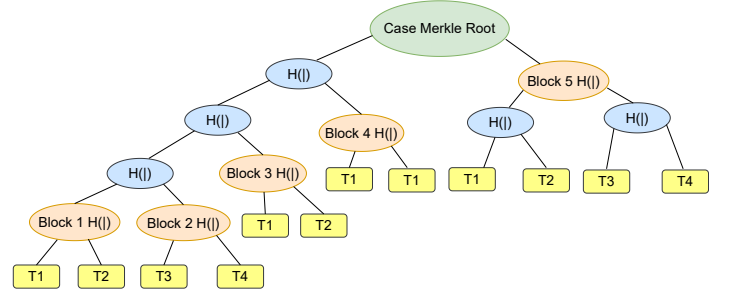 Case Merkle Root
H(|)
Block 5 H(|)
H(|)
Block 4 H(|)
H(|)
H(|)
H(|)
Block 3 H(|)
T1
T1
T1
T2
T3
T4
Block 1 H(|)
Block 2 H(|)
T1
T2
T1
T2
T3
T4